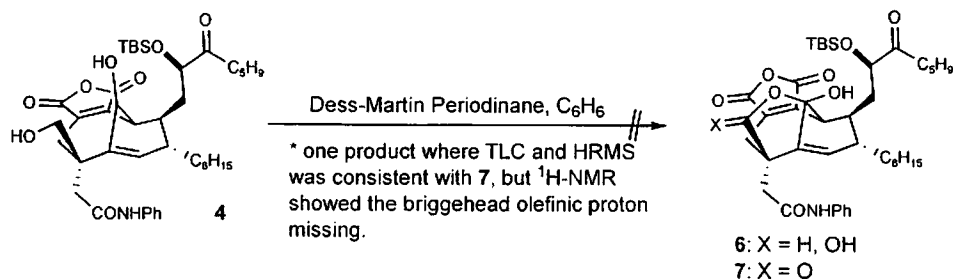 TBSO
O
HO
C5H9
O
O
O
HO
C8H15
CONHPh
4
Dess-Martin Periodinane, C6H6
* one product where TLC and HRMS
was consistent with 7, but 1H-NMR
showed the briggehead olefinic proton
missing.
TBSO
O
C5H9
O
O
O
O
OH
X
C8H15
CONHPh
6: X = H, OH
7: X = O